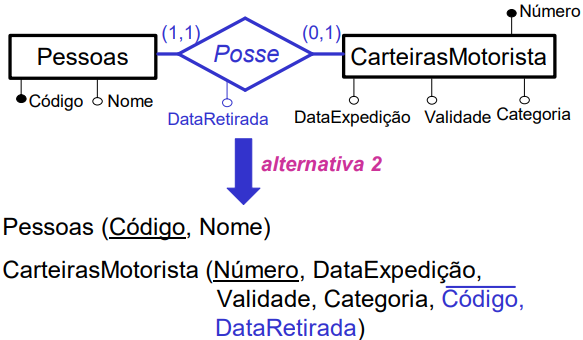 Número
(1,1)
(0,1)
Pessoas
Posse
CarteirasMotorista
Código
Nome
DataRetirada
DataExpedição
Validade
Categoria
alternativa 2
Pessoas (Código, Nome)
CarteirasMotorista (Número, DataExpedição,
Validade, Categoria, Código,
DataRetirada)